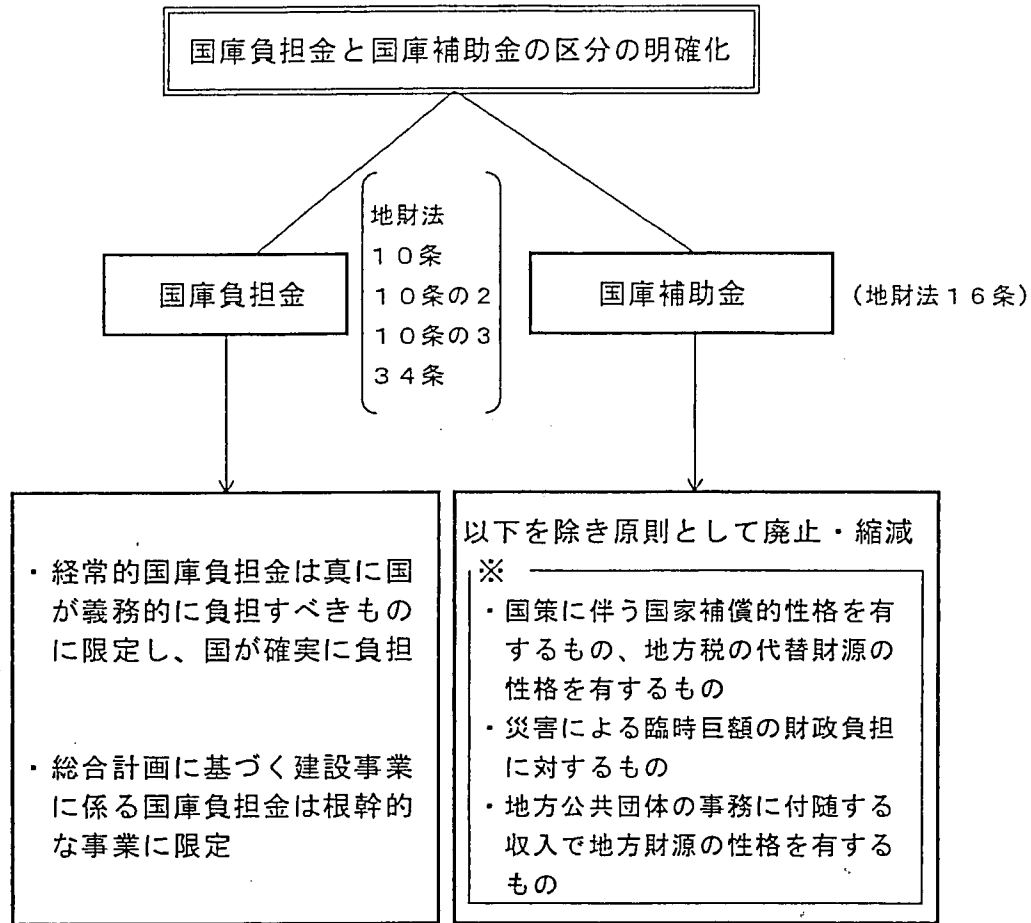 国庫負担金と国庫補助金の区分の明確化
地財法
１０条
１０条の２
１０条の３
３４条
国庫負担金
国庫補助金
（地財法１６条）
・経常的国庫負担金は真に国
が義務的に負担すべきもの
に限定し、国が確実に負担
・総合計画に基づく建設事業
に係る国庫負担金は根幹的
な事業に限定
以下を除き原則として廃止・縮減
※
・国策に伴う国家補償的性格を有
するもの、地方税の代替財源の
性格を有するもの
・災害による臨時巨額の財政負担
に対するもの
・地方公共団体の事務に付随する
収入で地方財源の性格を有する
もの